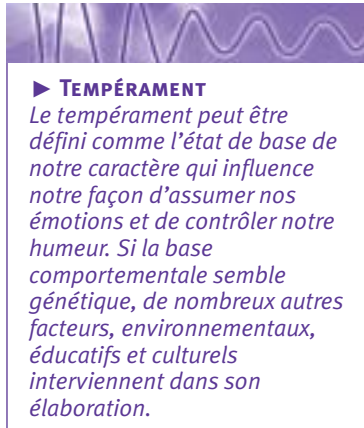 ► TEMPÉRAMENT
Le tempérament peut être
défini comme l’état de base de
notre caractère qui influence
notre façon d’assumer nos
émotions et de contrôler notre
humeur. Si la base
comportementale semble
génétique, de nombreux autres
facteurs, environnementaux,
éducatifs et culturels
interviennent dans son
élaboration.